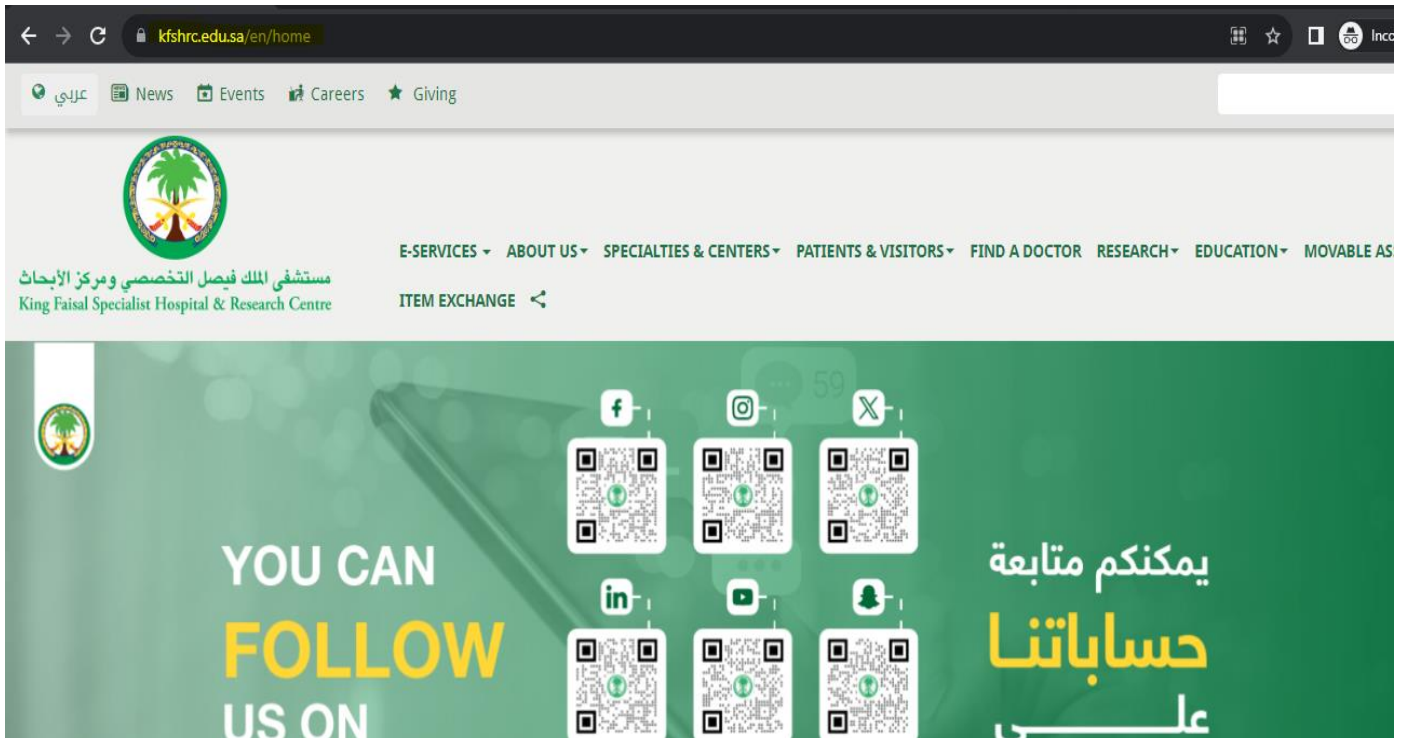 kfshrc.edu.sa/en/home
عربي News Events Careers Giving
مستشفى الملك فيصل التخصصي ومركز الأبحاث
King Faisal Specialist Hospital & Research Centre
E-SERVICES ABOUT US SPECIALTIES & CENTERS PATIENTS & VISITORS FIND A DOCTOR RESEARCH EDUCATION MOVABLE
ITEM EXCHANGE
59
YOU CAN
FOLLOW
US ON
يمكنكم متابعة
حساباتنا
على